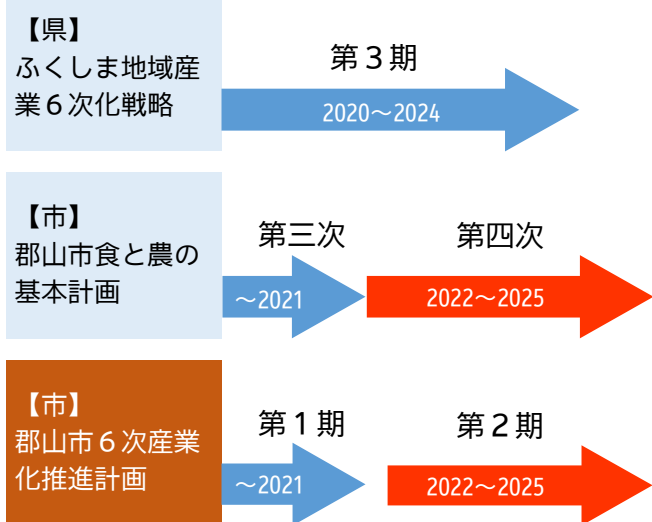 【県】
ふくしま地域産
業６次化戦略
第３期
2020～2024
【市】
郡山市食と農の
基本計画
第三次
～2021
第四次
2022～2025
【市】
郡山市６次産業
化推進計画
第１期
～2021
第２期
2022～2025